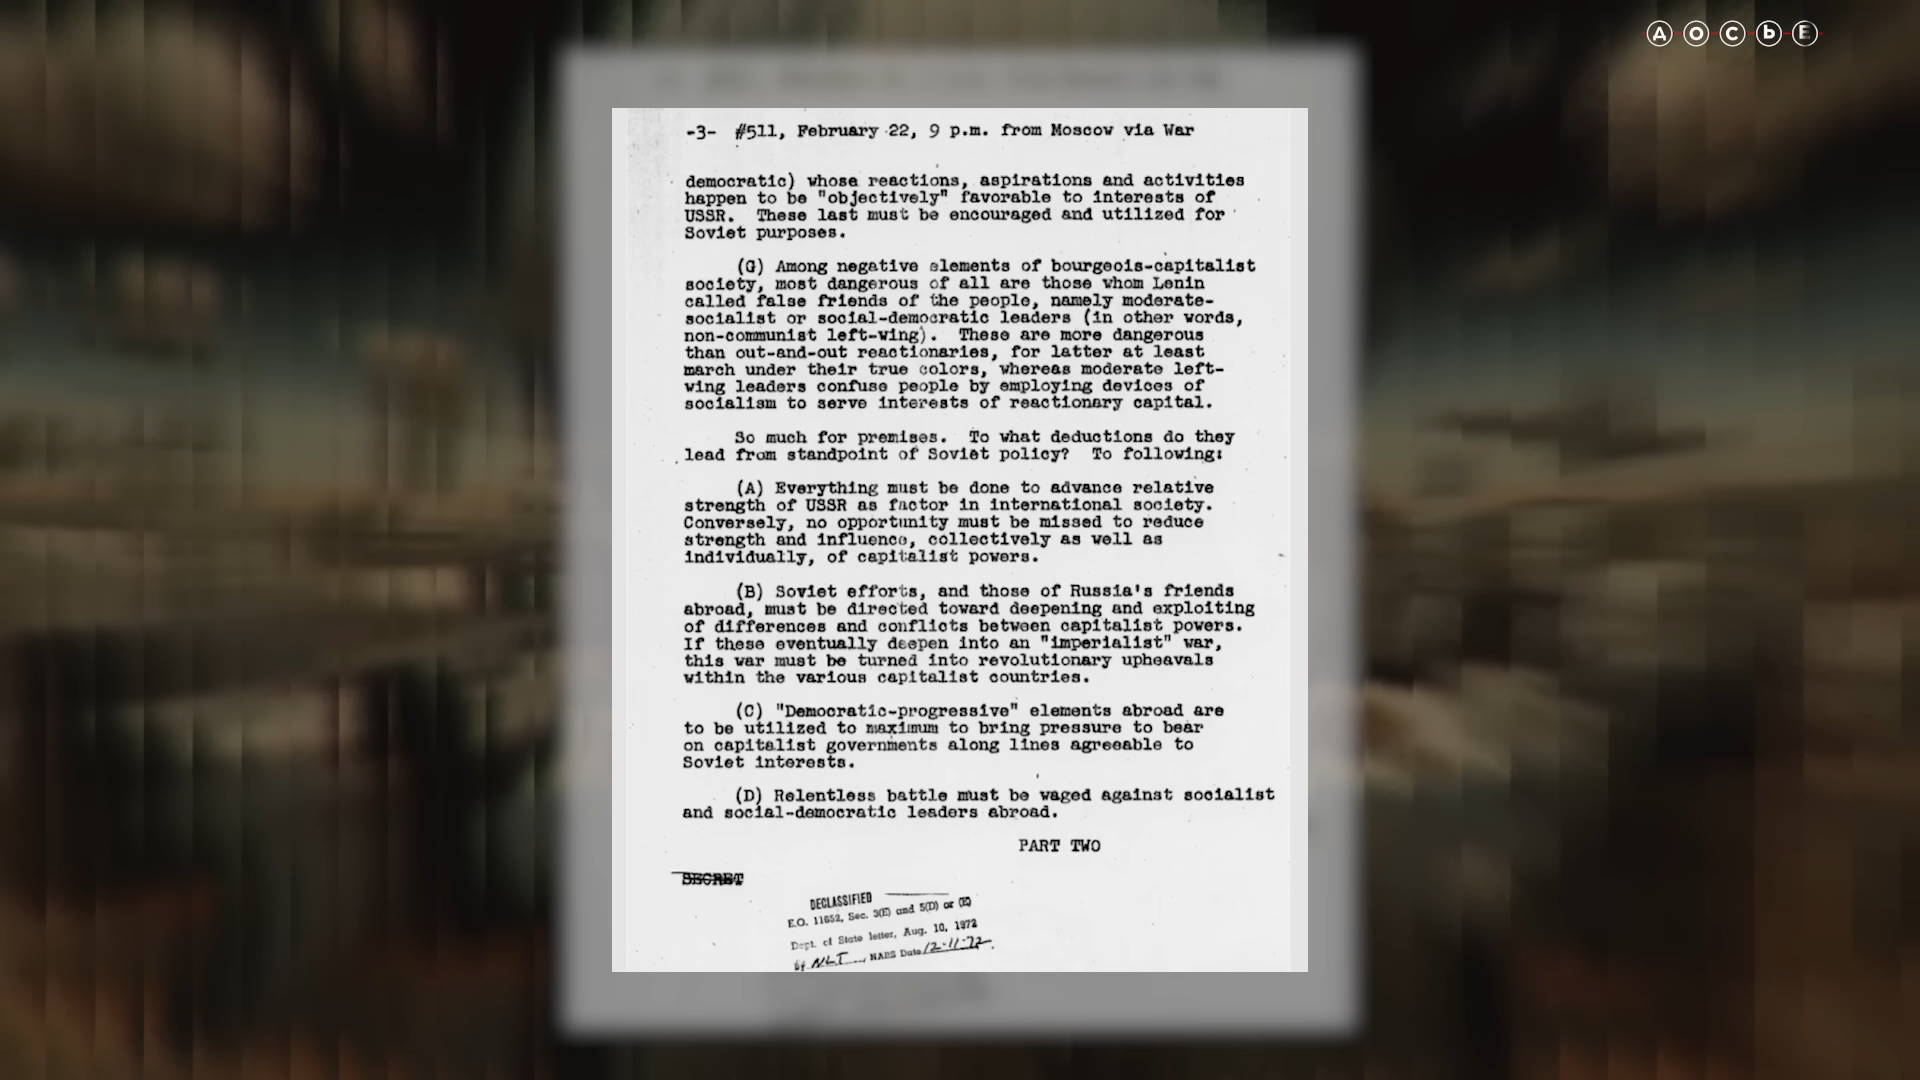 АОСЬЕ
-3- #511, February 22, 9 p.m. from Moscow via War
democratic) whose reactions, aspirations and activities
happen to be "objectively" favorable to interests of
USSR. These last must be encouraged and utilized for
Soviet purposes.
(G) Among negative elements of bourgeois-capitalist
society, most dangerous of all are those whom Lenin
called false friends of the people, namely moderate-
socialist or social-democratic leaders (in other words,
non-communist left-wing). These are more dangerous
than out-and-out reactionaries, for latter at least
march under their true colors, whereas moderate left-
wing leaders confuse people by employing devices of
socialism to serve interests of reactionary capital.
So much for premises. To what deductions do they
lead from standpoint of Soviet policy? To following:
(A) Everything must be done to advance relative
strength of USSR as factor in international society.
Conversely, no opportunity must be missed to reduce
strength and influence, collectively as well as
individually, of capitalist powers.
(B) Soviet efforts, and those of Russia's friends
abroad, must be directed toward deepening and exploiting
of differences and conflicts between capitalist powers.
If these eventually deepen into an "imperialist" war,
this war must be turned into revolutionary upheavals
within the various capitalist countries.
(C) "Democratic-progressive" elements abroad are
to be utilized to maximum to bring pressure to bear
on capitalist governments along lines agreeable to
Soviet interests.
(D) Relentless battle must be waged against socialist
and social-democratic leaders abroad.
PART TWO
SECRET
DECLASSIFIED
E.O. 11652, Sec. 3(E) and 5(D) or (E)
Dept. of State letter, Aug. 10, 1972
By NLT, NARS Date 12-11-72